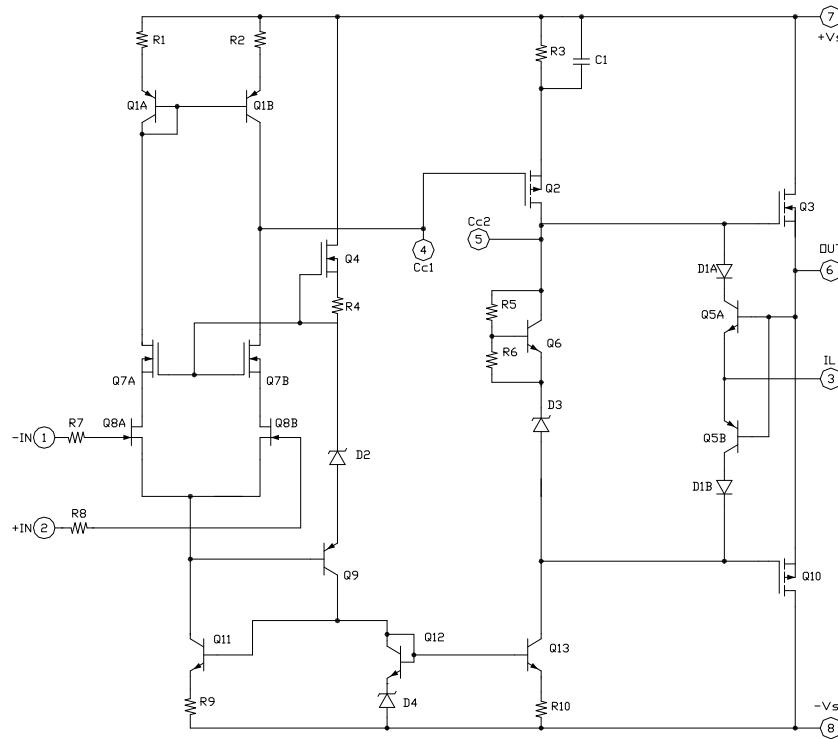 R1
R2
R3
C1
7
+Vs
Q1A
Q1B
Q2
Q3
Cc2
5
4
Cc1
Q4
R4
D1A
OUT
6
R5
Q5A
R6
Q6
IL
3
Q7A
Q7B
D3
-IN 1
R7
Q8A
Q8B
Q5B
D2
D1B
+IN 2
R8
Q9
Q10
Q11
Q12
Q13
R9
D4
R10
-Vs
8